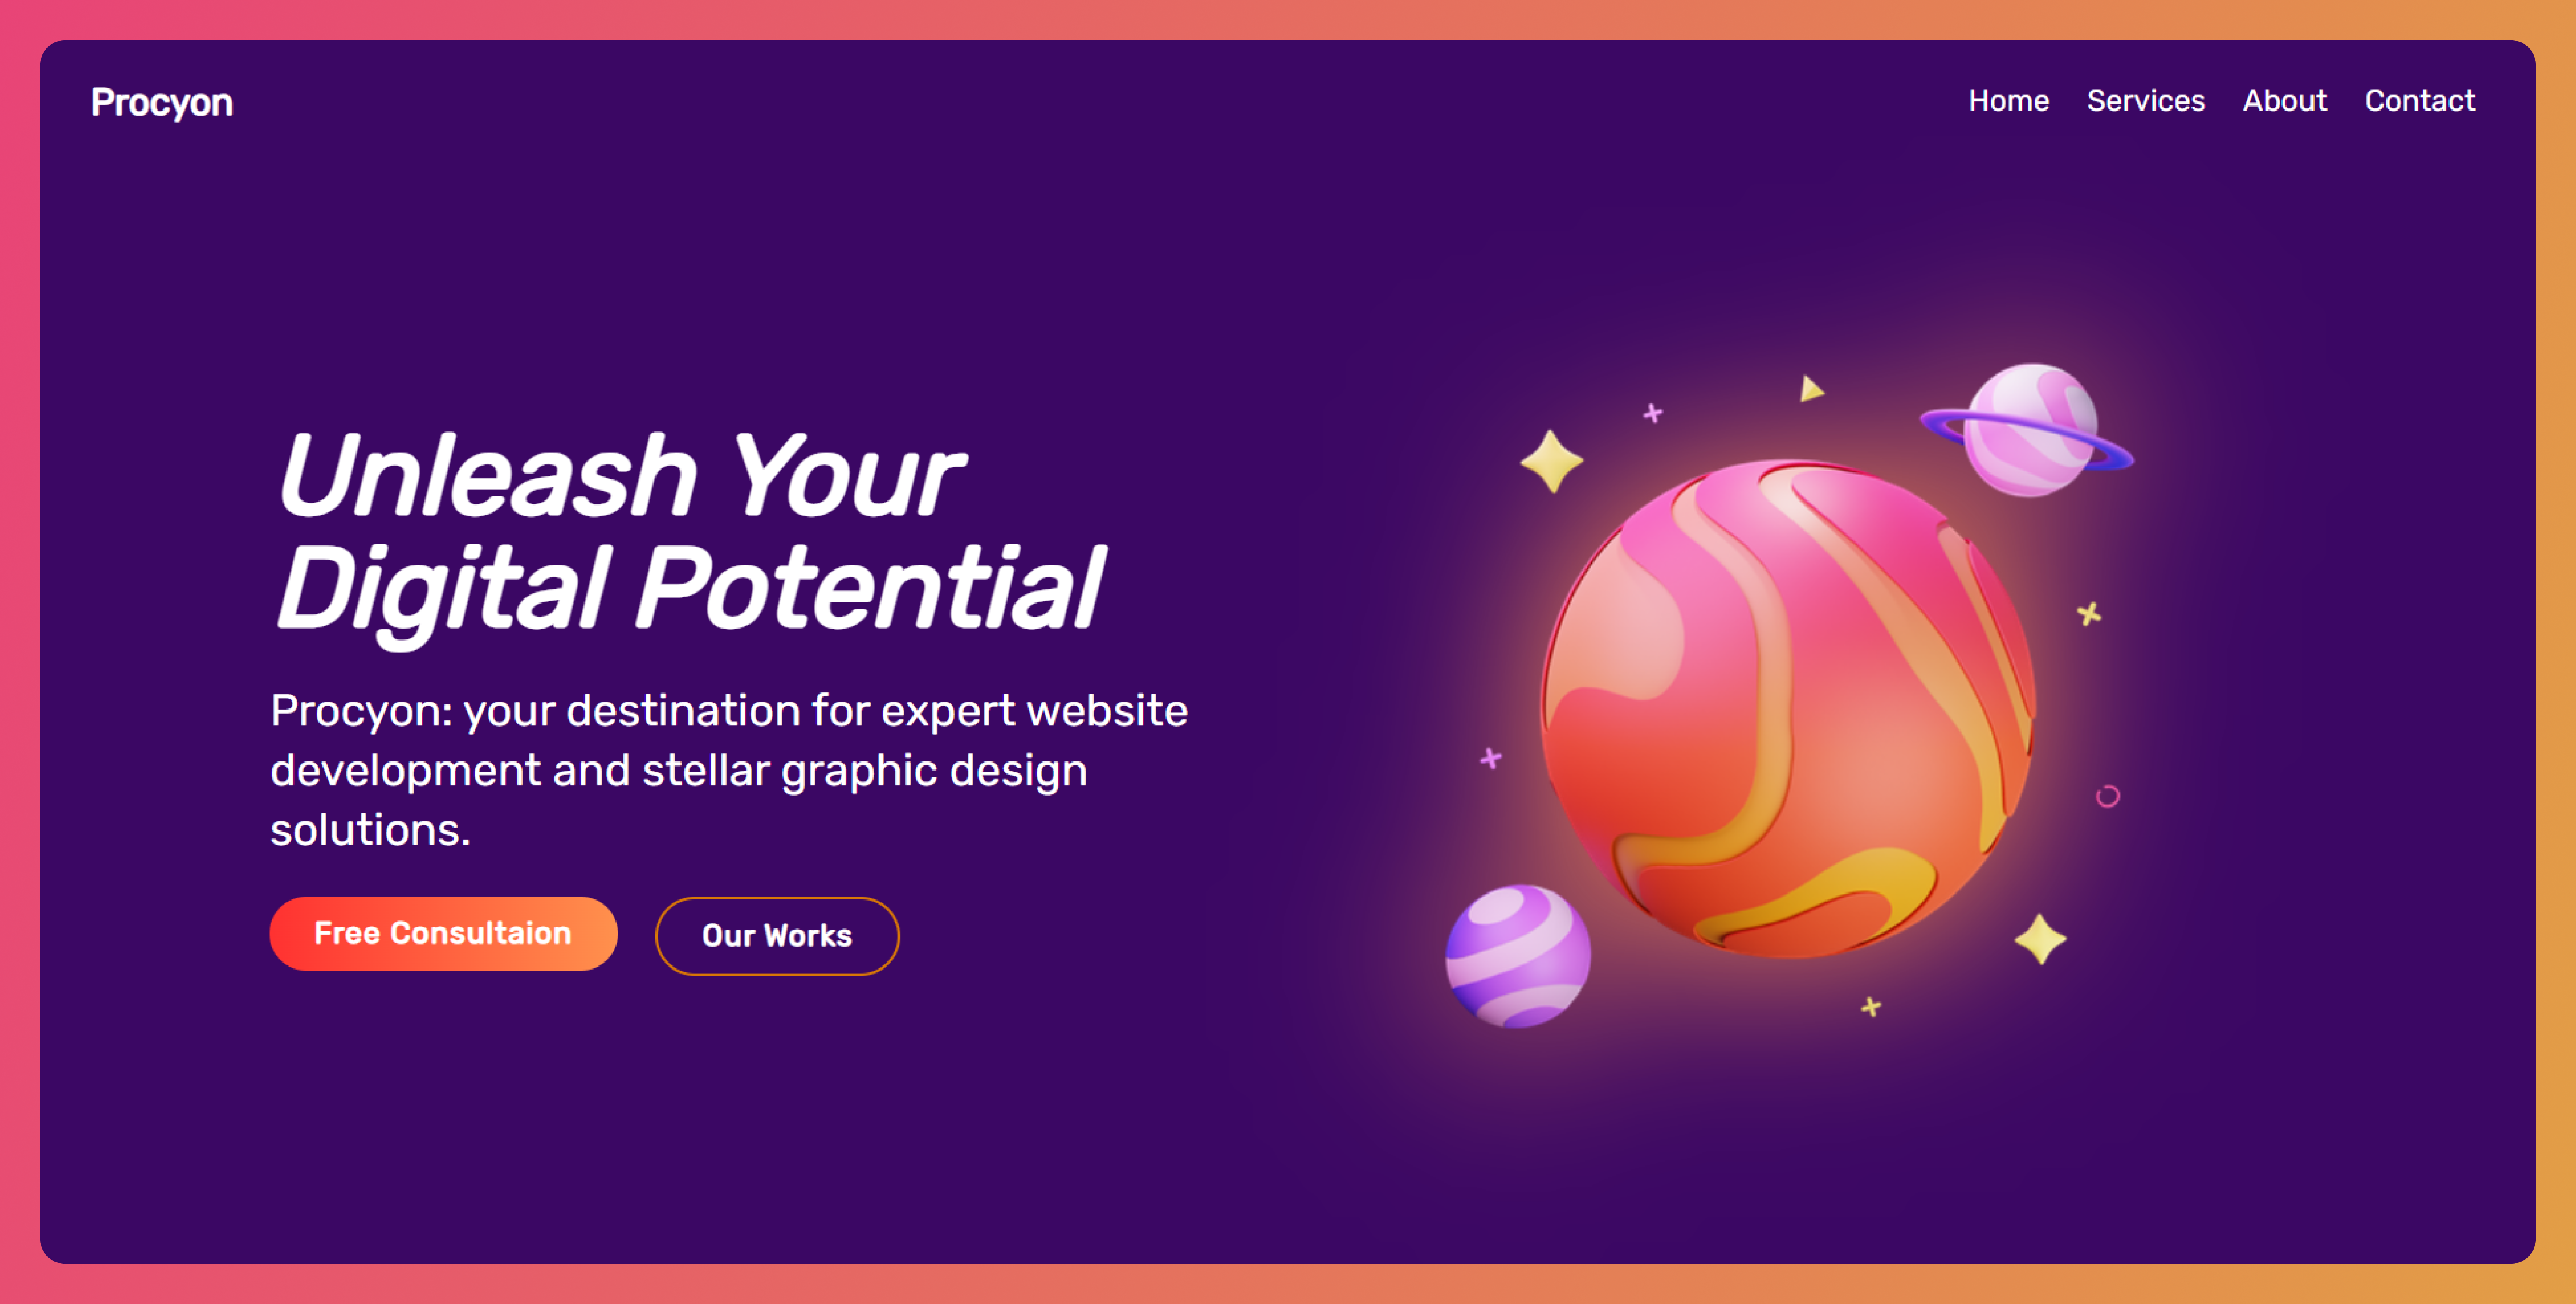 Procyon
Home Services About Contact
Unleash Your
Digital Potential
Procyon: your destination for expert website
development and stellar graphic design
solutions.
Free Consultaion
Our Works